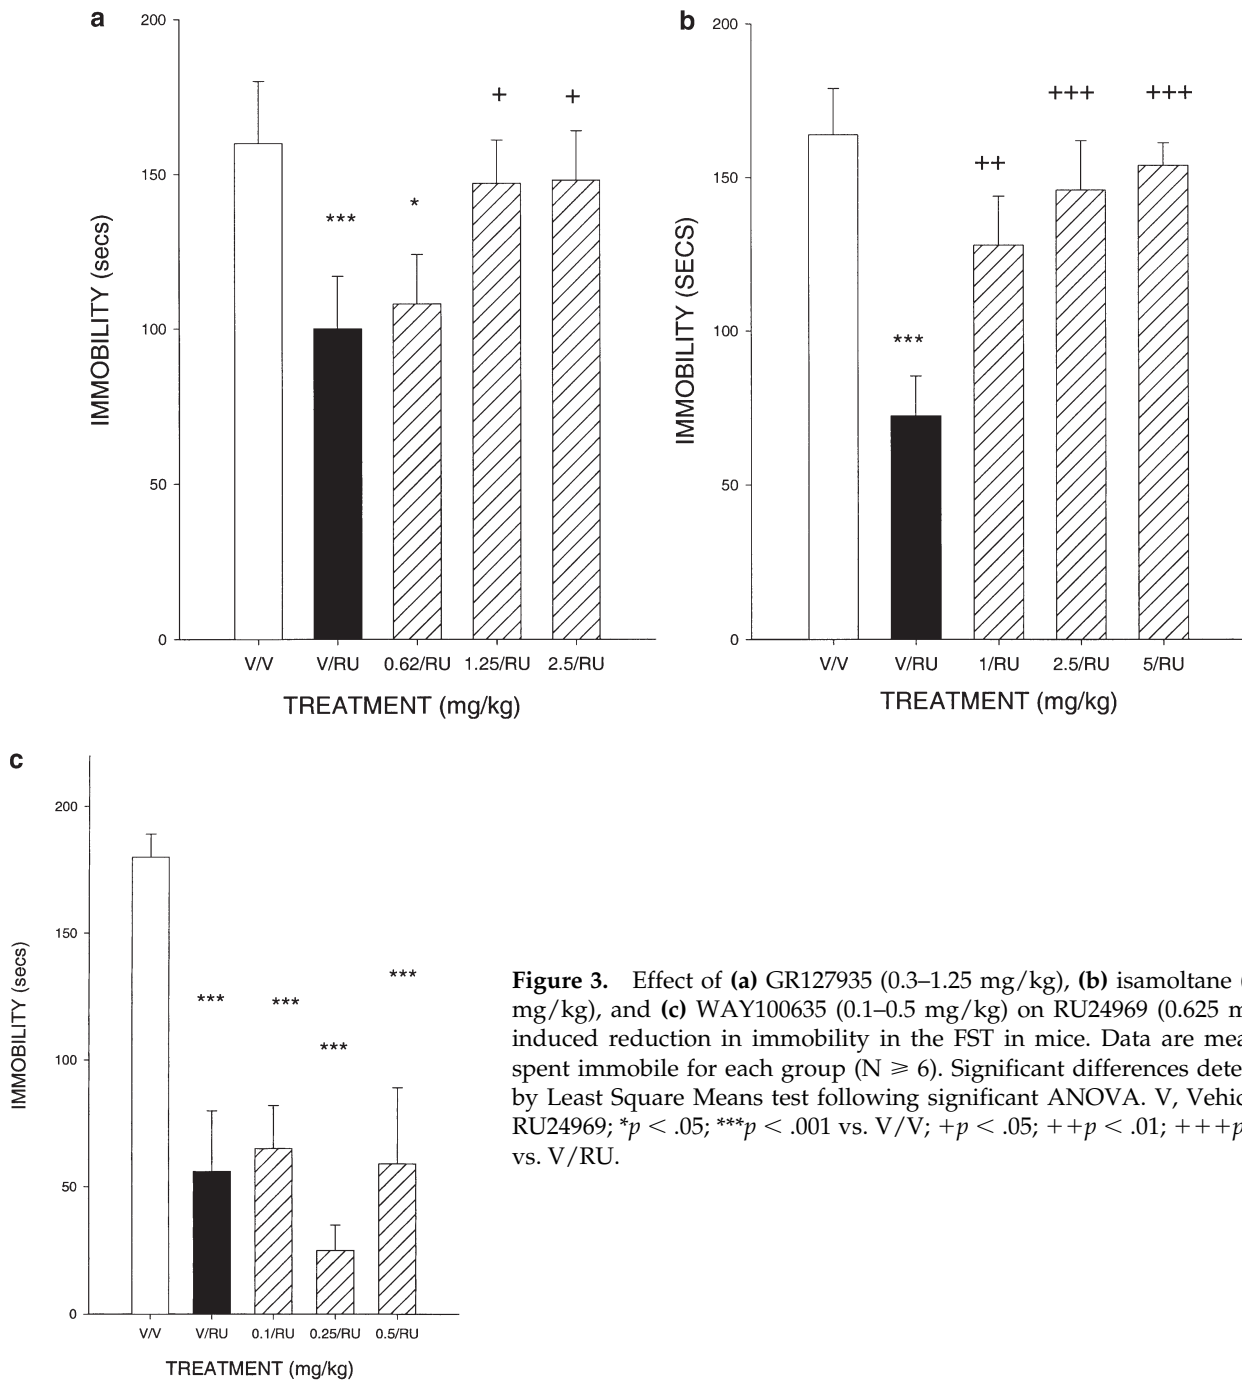 a
200
150
100
50
0
IMMOBILITY (secs)
***
*
+
+
V/V V/RU 0.62/RU 1.25/RU 2.5/RU
TREATMENT (mg/kg)
b
200
150
100
50
0
IMMOBILITY (SECS)
***
++
+++
+++
V/V V/RU 1/RU 2.5/RU 5/RU
TREATMENT (mg/kg)
c
200
150
100
50
0
IMMOBILITY (secs)
***
***
***
***
V/V V/RU 0.1/RU 0.25/RU 0.5/RU
TREATMENT (mg/kg)
Figure 3. Effect of (a) GR127935 (0.3–1.25 mg/kg), (b) isamoltane (
mg/kg), and (c) WAY100635 (0.1–0.5 mg/kg) on RU24969 (0.625 m
induced reduction in immobility in the FST in mice. Data are mea
spent immobile for each group (N ⩾ 6). Significant differences dete
by Least Square Means test following significant ANOVA. V, Vehic
RU24969; *p < .05; ***p < .001 vs. V/V; +p < .05; ++p < .01; +++p
vs. V/RU.